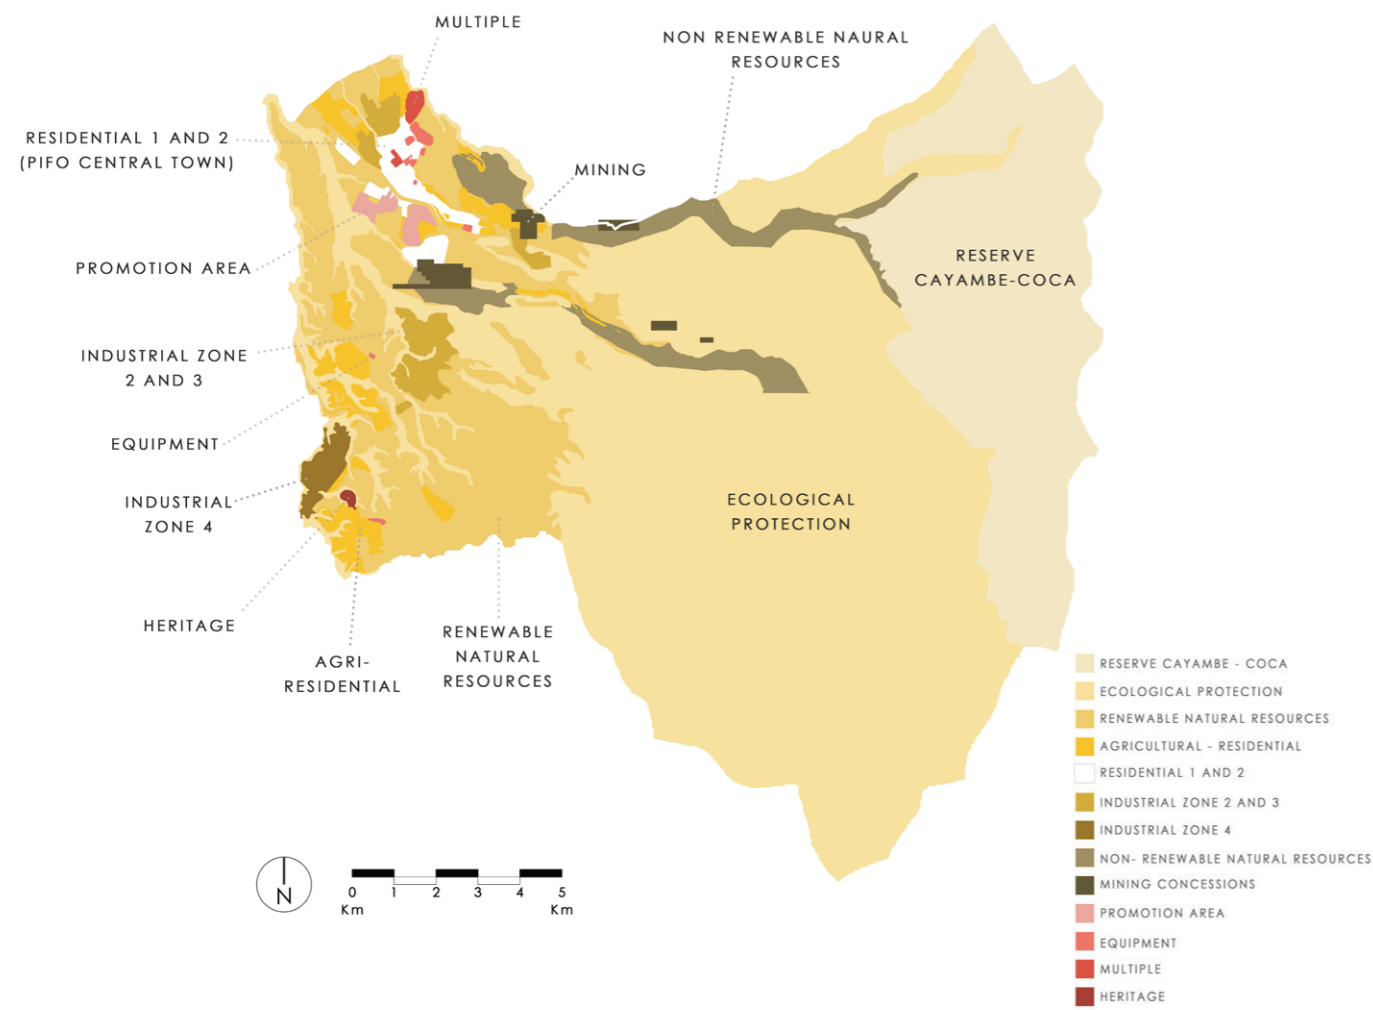 MULTIPLE
NON RENEWABLE NAURAL
RESOURCES
RESIDENTIAL 1 AND 2
(PIFO CENTRAL TOWN)
MINING
PROMOTION AREA
RESERVE
CAYAMBE-COCA
INDUSTRIAL ZONE
2 AND 3
EQUIPMENT
INDUSTRIAL
ZONE 4
ECOLOGICAL
PROTECTION
HERITAGE
AGRI-
RESIDENTIAL
RENEWABLE
NATURAL
RESOURCES
RESERVE CAYAMBE - COCA
ECOLOGICAL PROTECTION
RENEWABLE NATURAL RESOURCES
AGRICULTURAL - RESIDENTIAL
RESIDENTIAL 1 AND 2
INDUSTRIAL ZONE 2 AND 3
INDUSTRIAL ZONE 4
NON- RENEWABLE NATURAL RESOURCES
MINING CONCESSIONS
PROMOTION AREA
EQUIPMENT
MULTIPLE
HERITAGE
N
0 1 2 3 4 5
Km Km